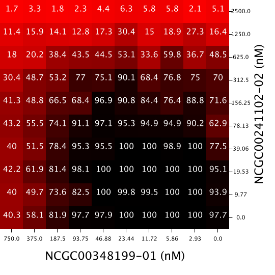 1.7 3.3 1.8 2.3 4.4 6.3 5.8 5.8 2.1 5.1 2500.0
11.4 15.9 14.1 12.8 17.3 30.4 15 18.9 27.3 16.4 1250.0
18 20.2 38.4 43.5 44.5 53.1 33.6 59.8 36.7 48.5 625.0
30.4 48.7 53.2 77 75.1 90.1 68.4 76.8 75 70 312.5
41.3 48.8 66.5 68.4 96.9 90.8 84.4 76.4 88.8 71.6 156.25
43.2 55.5 74.1 91.1 97.1 95.3 94.9 94.9 90.2 62.9 78.13
40 51.5 78.4 95.3 95.5 100 100 98.9 100 77.5 39.06
42.2 61.9 81.4 98.1 100 100 100 100 100 95.1 19.53
40 49.7 73.6 82.5 100 99.8 99.5 100 100 93.9 9.77
40.3 58.1 81.9 97.7 97.9 100 100 100 100 97.7 0.0
750.0 375.0 187.5 93.75 46.88 23.44 11.72 5.86 2.93 0.0
NCGC00348199-01 (nM)
NCGC00241102-02 (nM)